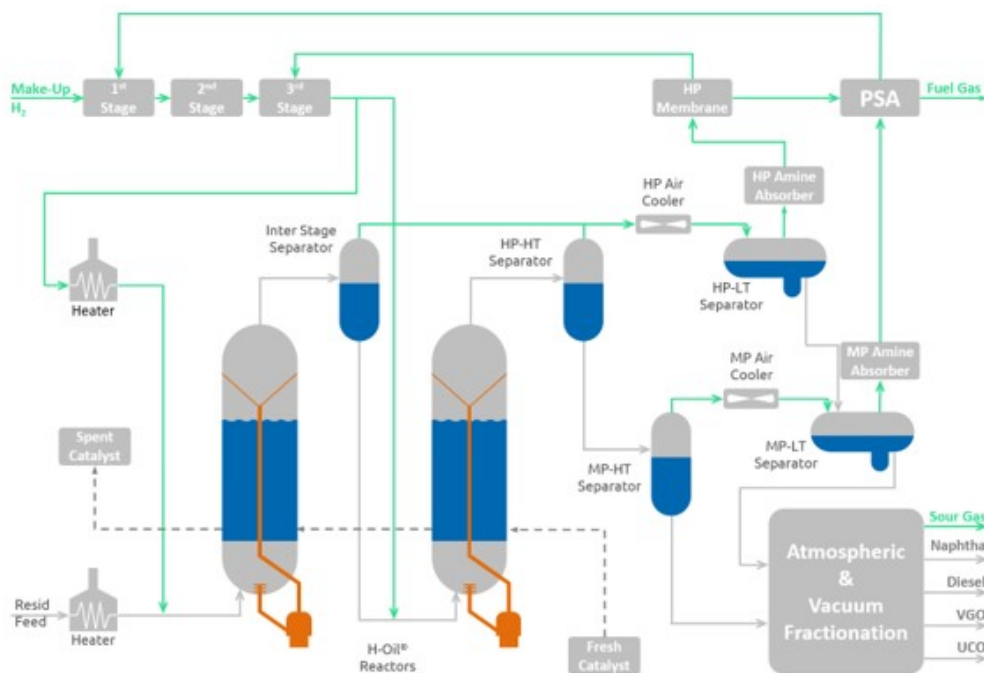 Make-Up
H₂
1st
Stage
2nd
Stage
3rd
Stage
HP
Membrane
PSA
Fuel Gas
HP Amine
Absorber
HP Air
Cooler
Inter Stage
Separator
HP-HT
Separator
HP-LT
Separator
Heater
MP Amine
Absorber
MP Air
Cooler
Spent
Catalyst
MP-HT
Separator
MP-LT
Separator
Sour Gas
Naphtha
Diesel
VGO
UCO
Atmospheric
&
Vacuum
Fractionation
Resid
Feed
Heater
H-Oil®
Reactors
Fresh
Catalyst